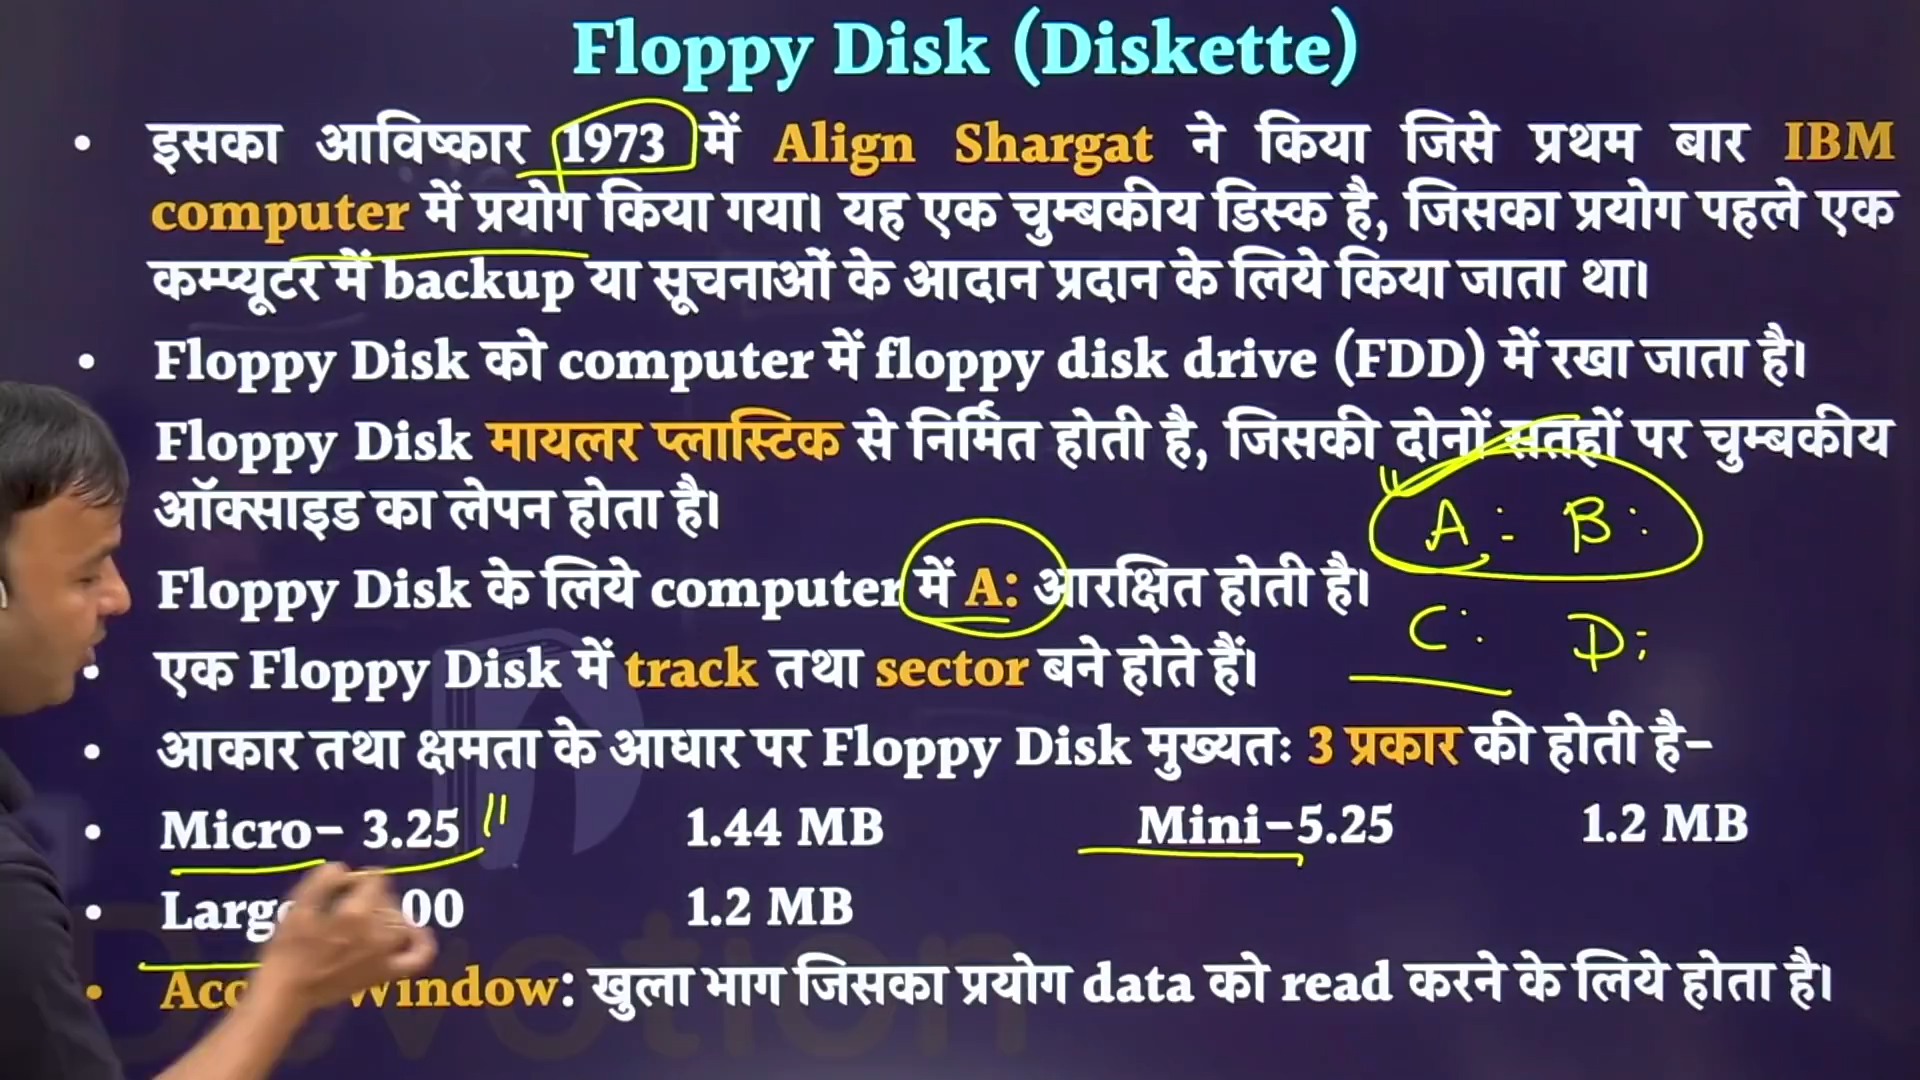 Floppy Disk (Diskette)
• इसका आविष्कार 1973 में Align Shargat ने किया जिसे प्रथम बार IBM
computer में प्रयोग किया गया। यह एक चुम्बकीय डिस्क है, जिसका प्रयोग पहले एक
कम्प्यूटर में backup या सूचनाओं के आदान प्रदान के लिये किया जाता था।
• Floppy Disk को computer में floppy disk drive (FDD) में रखा जाता है।
Floppy Disk मायलर प्लास्टिक से निर्मित होती है, जिसकी दोनों सतहों पर चुम्बकीय
ऑक्साइड का लेपन होता है।
A: B:
Floppy Disk के लिये computer में A: आरक्षित होती है।
C: D:
• एक Floppy Disk में track तथा sector बने होते हैं।
• आकार तथा क्षमता के आधार पर Floppy Disk मुख्यतः 3 प्रकार की होती है-
• Micro- 3.25 " 1.44 MB Mini-5.25 1.2 MB
• 00 1.2 MB
• Window: खुला भाग जिसका प्रयोग data को read करने के लिये होता है।